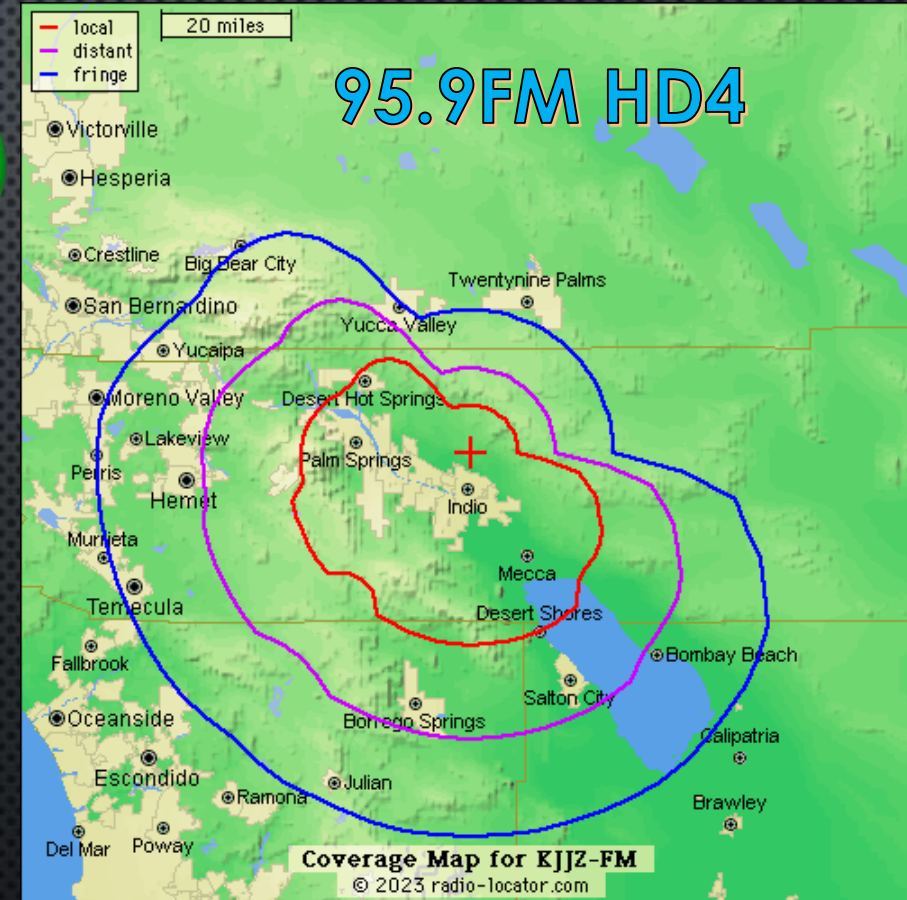 local
distant
fringe
20 miles
95.9FM HD4
Victorville
Hesperia
Crestline
Big Bear City
Twentynine Palms
San Bernardino
Yucca Valley
Yucaipa
Desert Hot Springs
Moreno Valley
Lakeview
Palm Springs
Perris
Hemet
Indio
Murrieta
Mecca
Temecula
Desert Shores
Fallbrook
Bombay Beach
Salton City
Oceanside
Borrego Springs
Calipatria
Escondido
Julian
Ramona
Brawley
Del Mar
Poway
Coverage Map for KJJZ-FM
© 2023 radio-locator.com